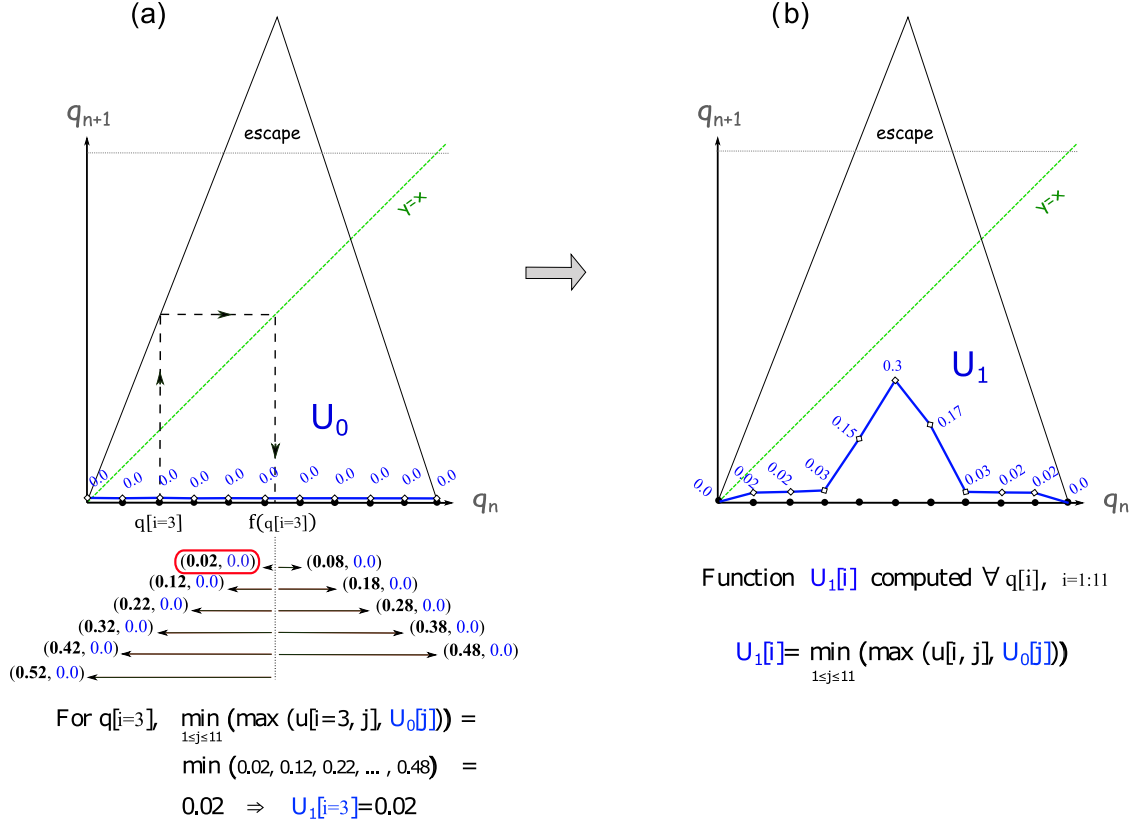 (a)
q n+1
escape
y=x
U0
0.0 0.0 0.0 0.0 0.0 0.0 0.0 0.0 0.0 0.0 0.0
qn
q[i=3] f(q[i=3])
(0.02, 0.0) (0.08, 0.0)
(0.12, 0.0) (0.18, 0.0)
(0.22, 0.0) (0.28, 0.0)
(0.32, 0.0) (0.38, 0.0)
(0.42, 0.0) (0.48, 0.0)
(0.52, 0.0)
For q[i=3], min (max (u[i=3, j], U0[j])) =
1≤j≤11
min (0.02, 0.12, 0.22, ... , 0.48) =
0.02 ⇒ U1[i=3]=0.02
(b)
q n+1
escape
y=x
U1
0.0 0.02 0.02 0.03 0.15 0.3 0.17 0.03 0.02 0.02 0.0
qn
Function U1[i] computed ∀ q[i], i=1:11
U1[i]= min (max (u[i, j], U0[j]))
1≤j≤11